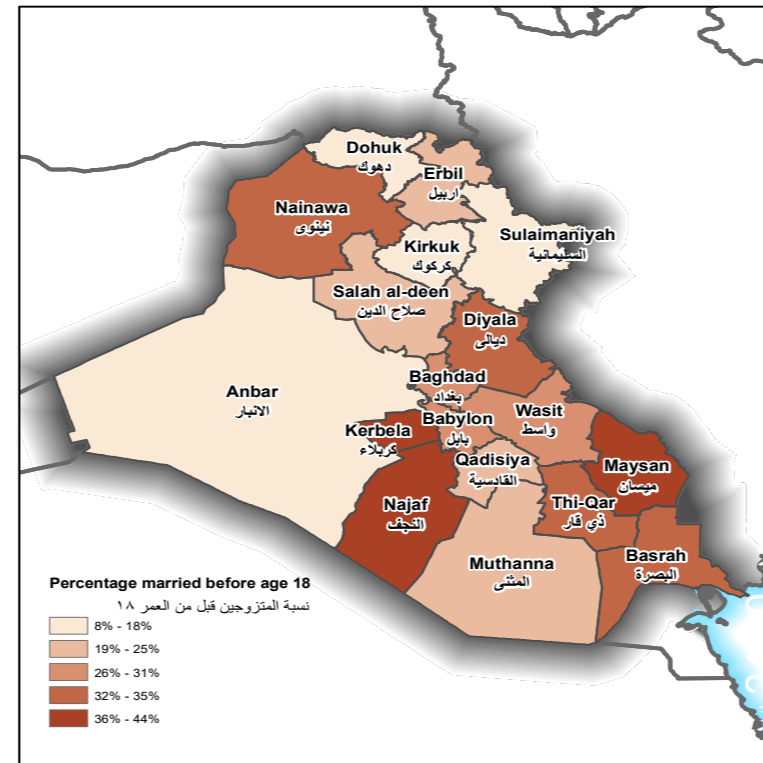 Dohuk
دهوك
Erbil
اربيل
Nainawa
نينوى
Sulaimaniyah
السليمانية
Kirkuk
كركوك
Salah al-deen
صلاح الدين
Diyala
ديالى
Baghdad
بغداد
Anbar
الانبار
Wasit
واسط
Babylon
بابل
Kerbela
كربلاء
Qadisiya
القادسية
Maysan
ميسان
Najaf
النجف
Thi-Qar
ذي قار
Basrah
البصرة
Muthanna
المثنى
Percentage married before age 18
نسبة المتزوجين قبل من العمر ١٨
8% - 18%
19% - 25%
26% - 31%
32% - 35%
36% - 44%